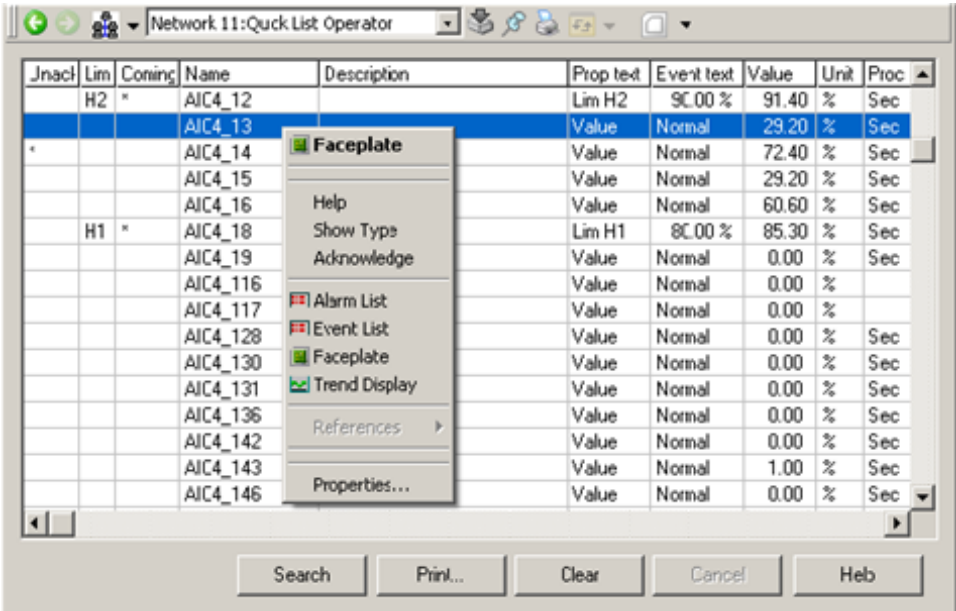 Network 11:Quck List Operator
Unack Lim Coming Name Description Prop text Event text Value Unit Proc
H2 * AIC4_12 Lim H2 90.00 % 91.40 % Sec
AIC4_13 Value Normal 29.20 % Sec
* AIC4_14 Value Normal 72.40 % Sec
AIC4_15 Value Normal 29.20 % Sec
AIC4_16 Value Normal 60.60 % Sec
H1 * AIC4_18 Lim H1 80.00 % 85.30 % Sec
AIC4_19 Value Normal 0.00 % Sec
AIC4_116 Value Normal 0.00 %
AIC4_117 Value Normal 0.00 %
AIC4_128 Value Normal 0.00 % Sec
AIC4_130 Value Normal 0.00 % Sec
AIC4_131 Value Normal 0.00 % Sec
AIC4_136 Value Normal 0.00 % Sec
AIC4_142 Value Normal 0.00 % Sec
AIC4_143 Value Normal 1.00 % Sec
AIC4_146 Value Normal 0.00 % Sec
Faceplate
Help
Show Type
Acknowledge
Alarm List
Event List
Faceplate
Trend Display
References
Properties...
Search Print... Clear Cancel Help